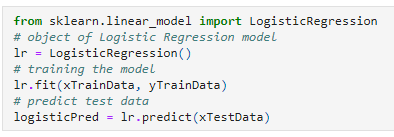 from sklearn.linear_model import LogisticRegression
# object of Logistic Regression model
lr = LogisticRegression()
# training the model
lr.fit(xTrainData, yTrainData)
# predict test data
logisticPred = lr.predict(xTestData)